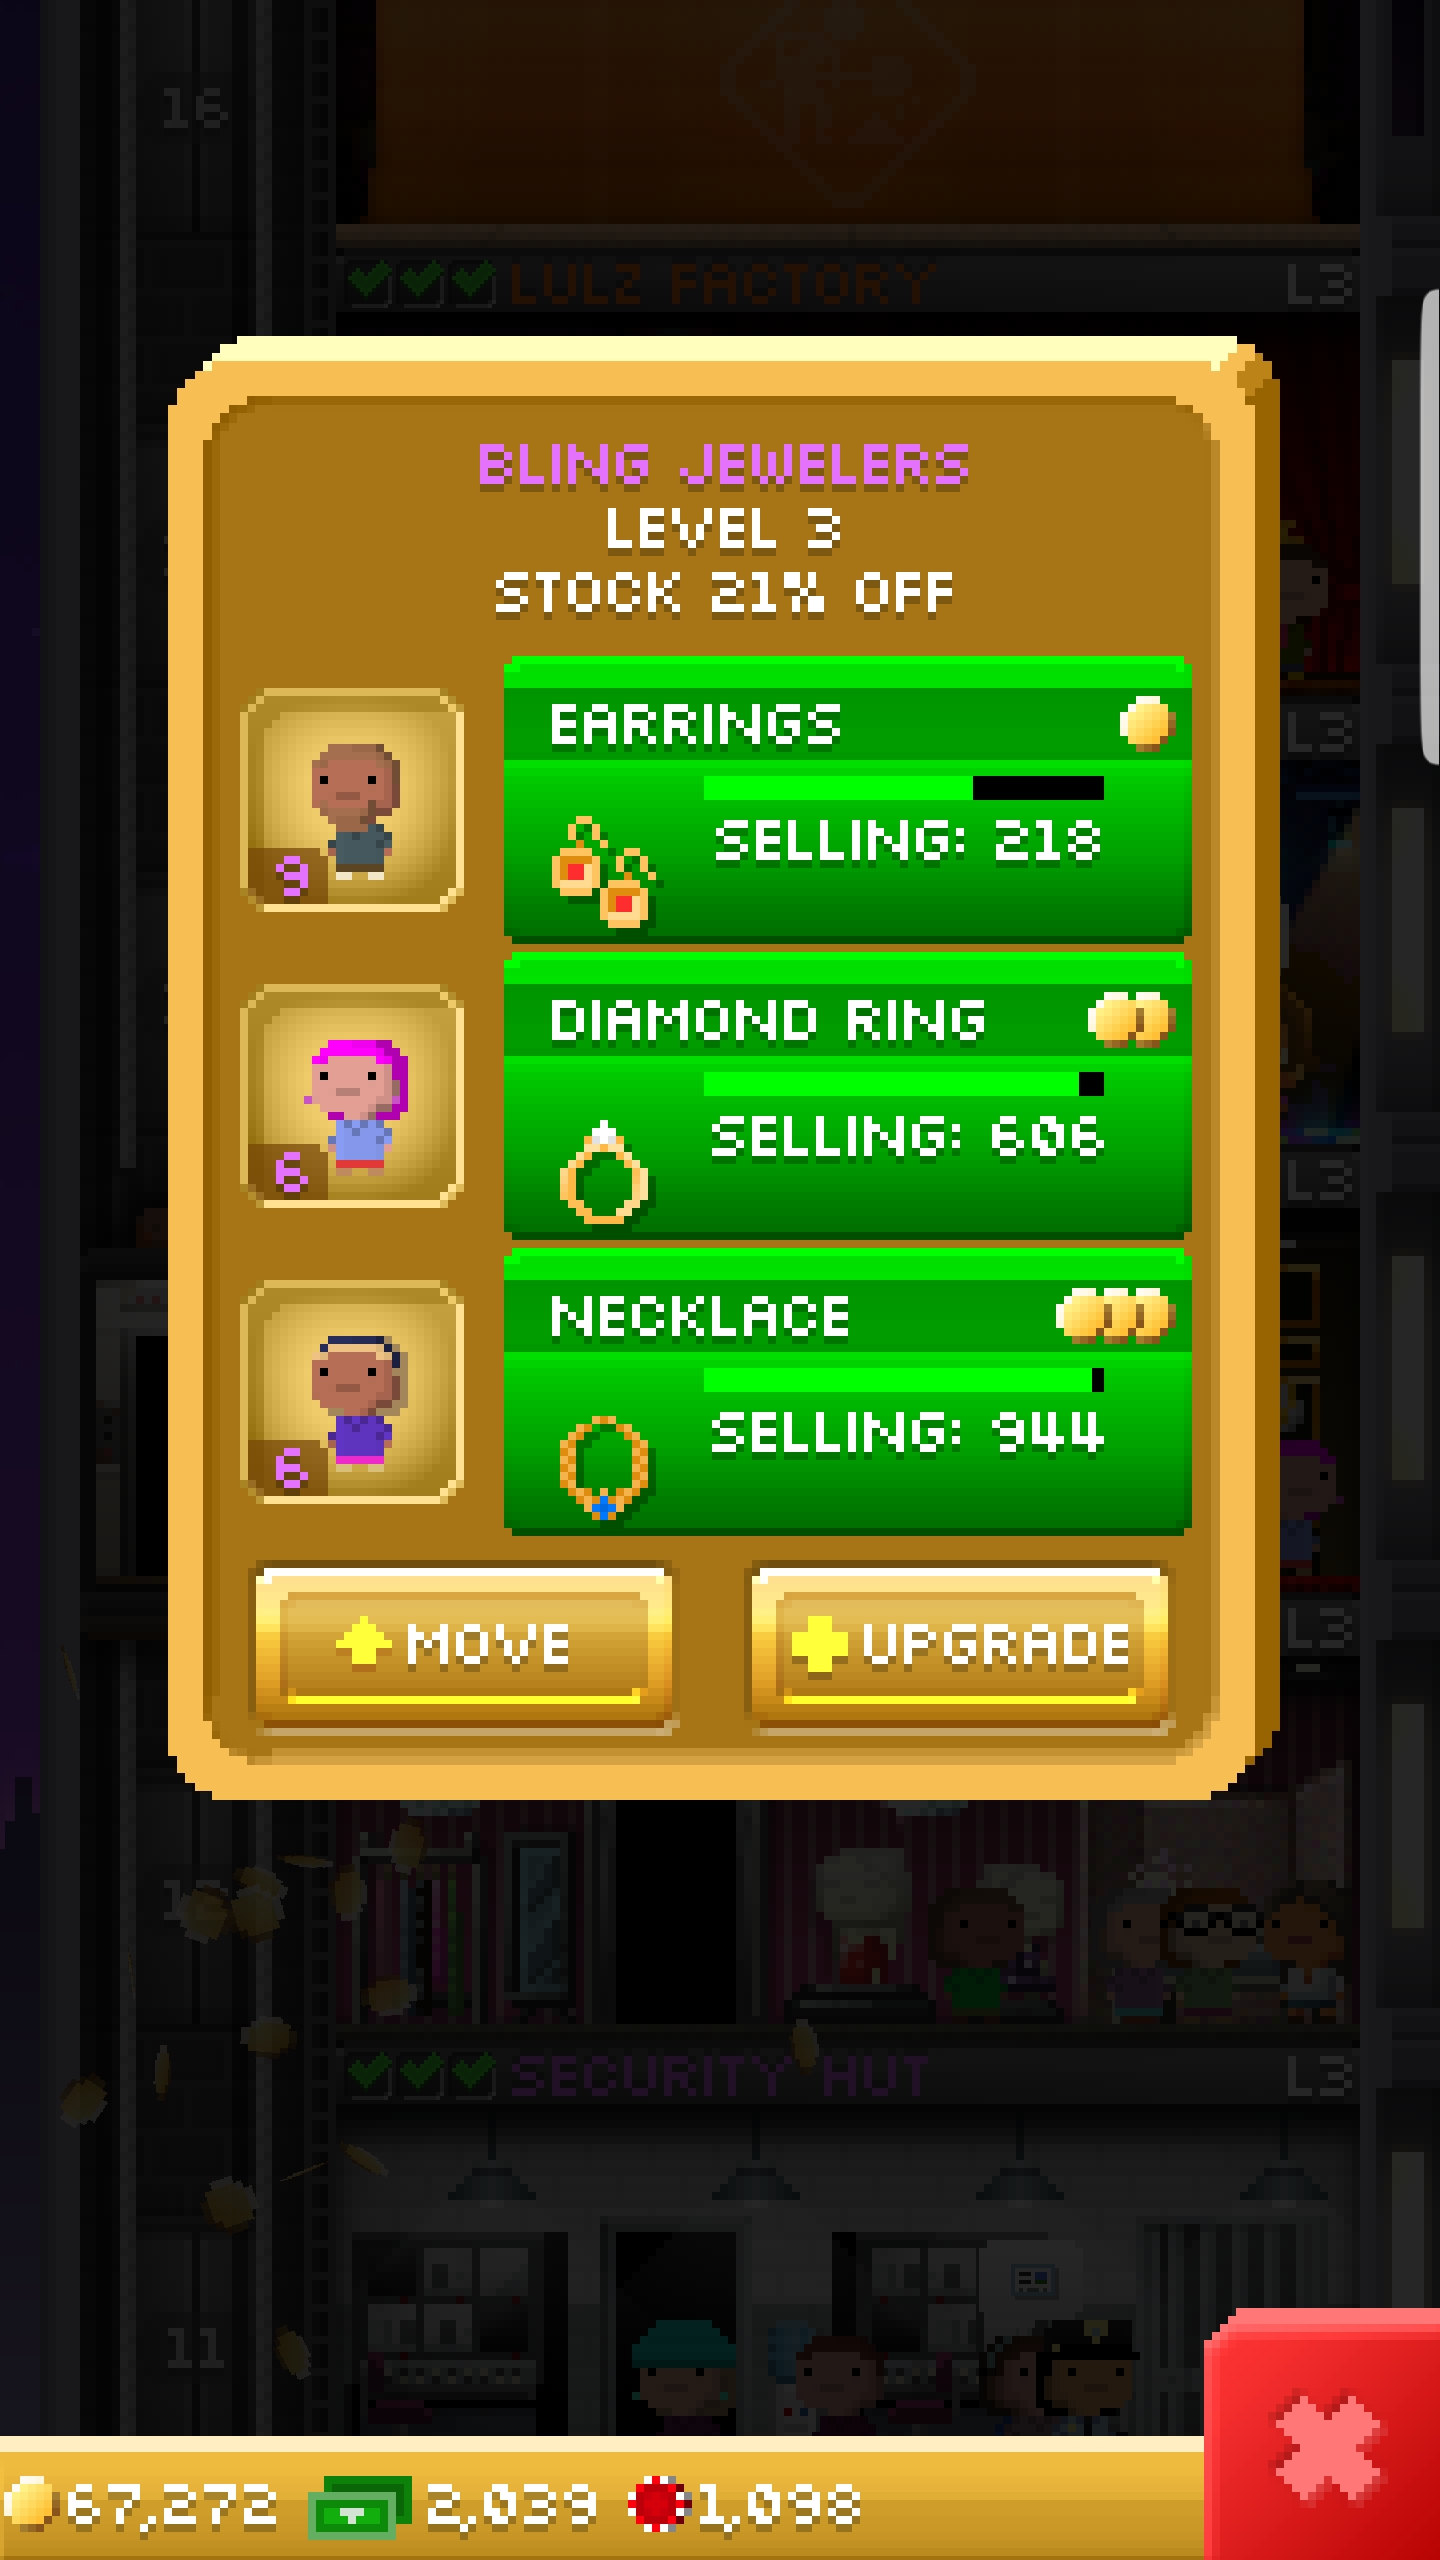 16
LULZ FACTORY L3
BLING JEWELERS
LEVEL 3
STOCK 21% OFF
EARRINGS
L3
SELLING: 218
9
DIAMOND RING
SELLING: 606
6
L3
NECKLACE
SELLING: 944
6
MOVE
UPGRADE
L3
SECURITY HUT L3
11
67,272 2,039 1,098